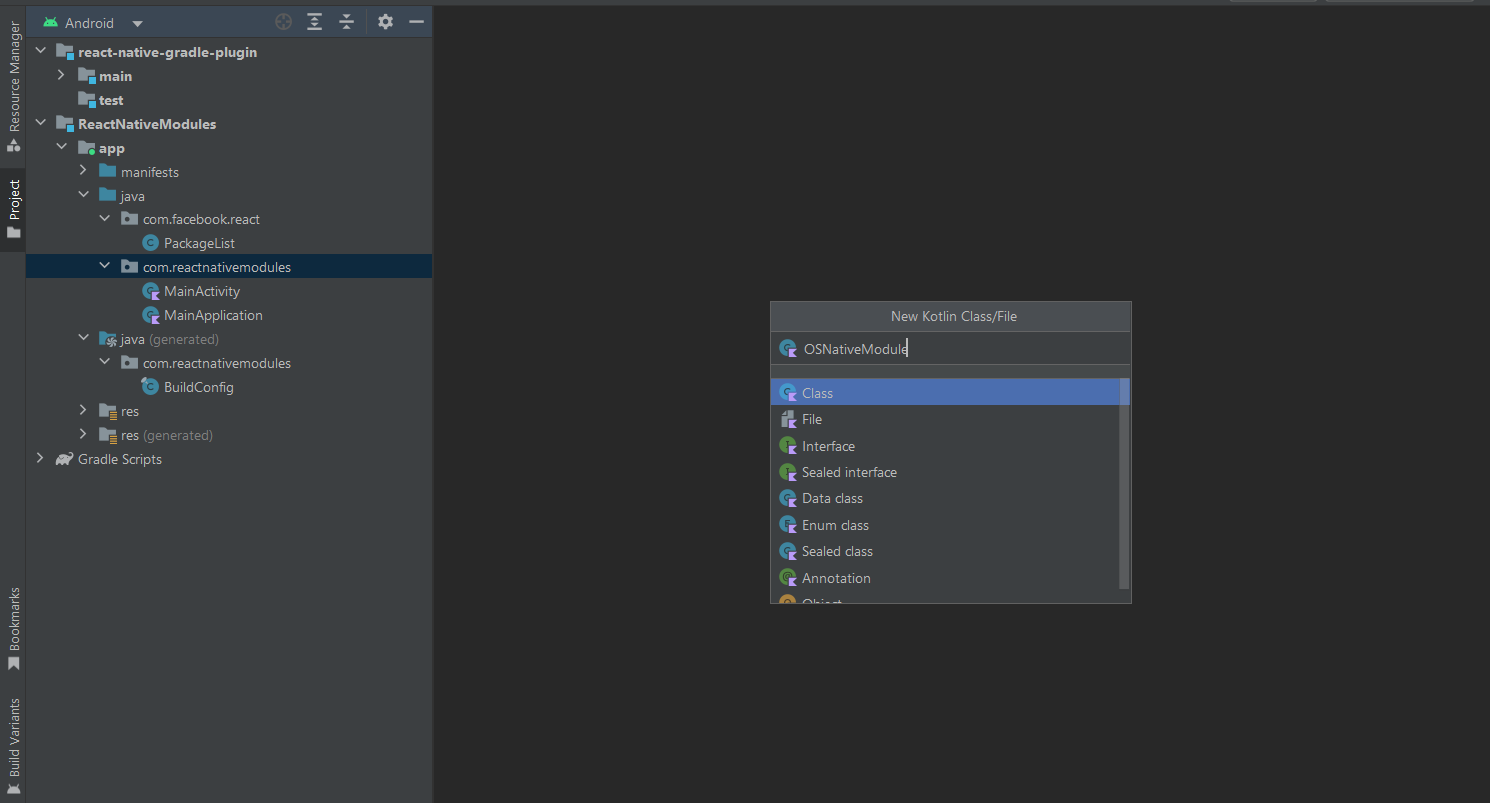 Android
Resource Manager
Project
Bookmarks
Build Variants
react-native-gradle-plugin
main
test
ReactNativeModules
app
manifests
java
com.facebook.react
PackageList
com.reactnativemodules
MainActivity
MainApplication
java (generated)
com.reactnativemodules
BuildConfig
res
res (generated)
Gradle Scripts
New Kotlin Class/File
OSNativeModule
Class
File
Interface
Sealed interface
Data class
Enum class
Sealed class
Annotation
Object